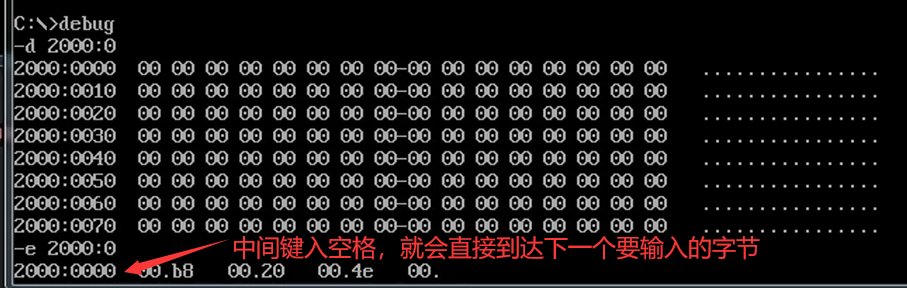 C:\>debug
-d 2000:0
2000:0000  00 00 00 00 00 00 00 00-00 00 00 00 00 00 00 00   ................
2000:0010  00 00 00 00 00 00 00 00-00 00 00 00 00 00 00 00   ................
2000:0020  00 00 00 00 00 00 00 00-00 00 00 00 00 00 00 00   ................
2000:0030  00 00 00 00 00 00 00 00-00 00 00 00 00 00 00 00   ................
2000:0040  00 00 00 00 00 00 00 00-00 00 00 00 00 00 00 00   ................
2000:0050  00 00 00 00 00 00 00 00-00 00 00 00 00 00 00 00   ................
2000:0060  00 00 00 00 00 00 00 00-00 00 00 00 00 00 00 00   ................
2000:0070  00 00 00 00 00 00 00 00-00 00 00 00 00 00 00 00   ................
-e 2000:0
中间键入空格，就会直接到达下一个要输入的字节
2000:0000  00.b8   00.20   00.4e   00.